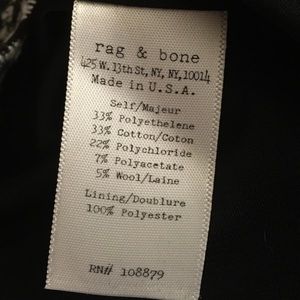 rag & bone
425 W. 13th St, NY, NY, 10014
Made in U.S.A.
Self/Majeur
33% Polyethelene
33% Cotton/Coton
22% Polychloride
7% Polyacetate
5% Wool/Laine
Lining/Doublure
100% Polyester
RN# 108879